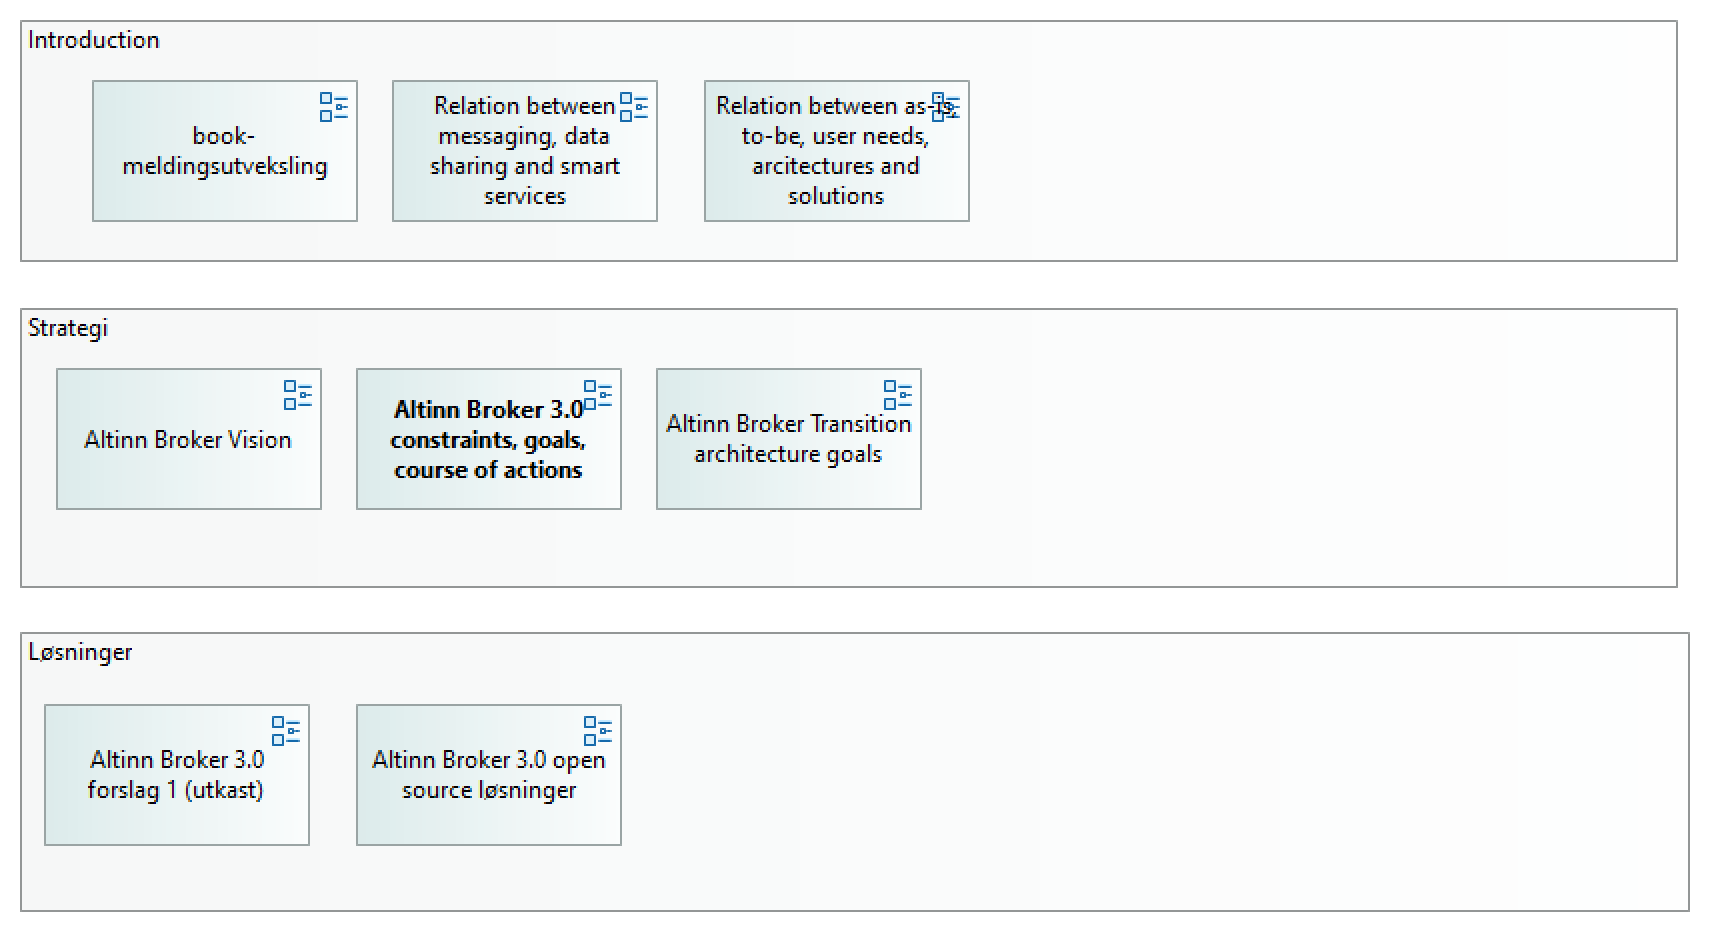 Introduction
book-
meldingsutveksling
Relation between
messaging, data
sharing and smart
services
Relation between as-is,
to-be, user needs,
arcitectures and
solutions
Strategi
Altinn Broker Vision
Altinn Broker 3.0
constraints, goals,
course of actions
Altinn Broker Transition
architecture goals
Løsninger
Altinn Broker 3.0
forslag 1 (utkast)
Altinn Broker 3.0 open
source løsninger